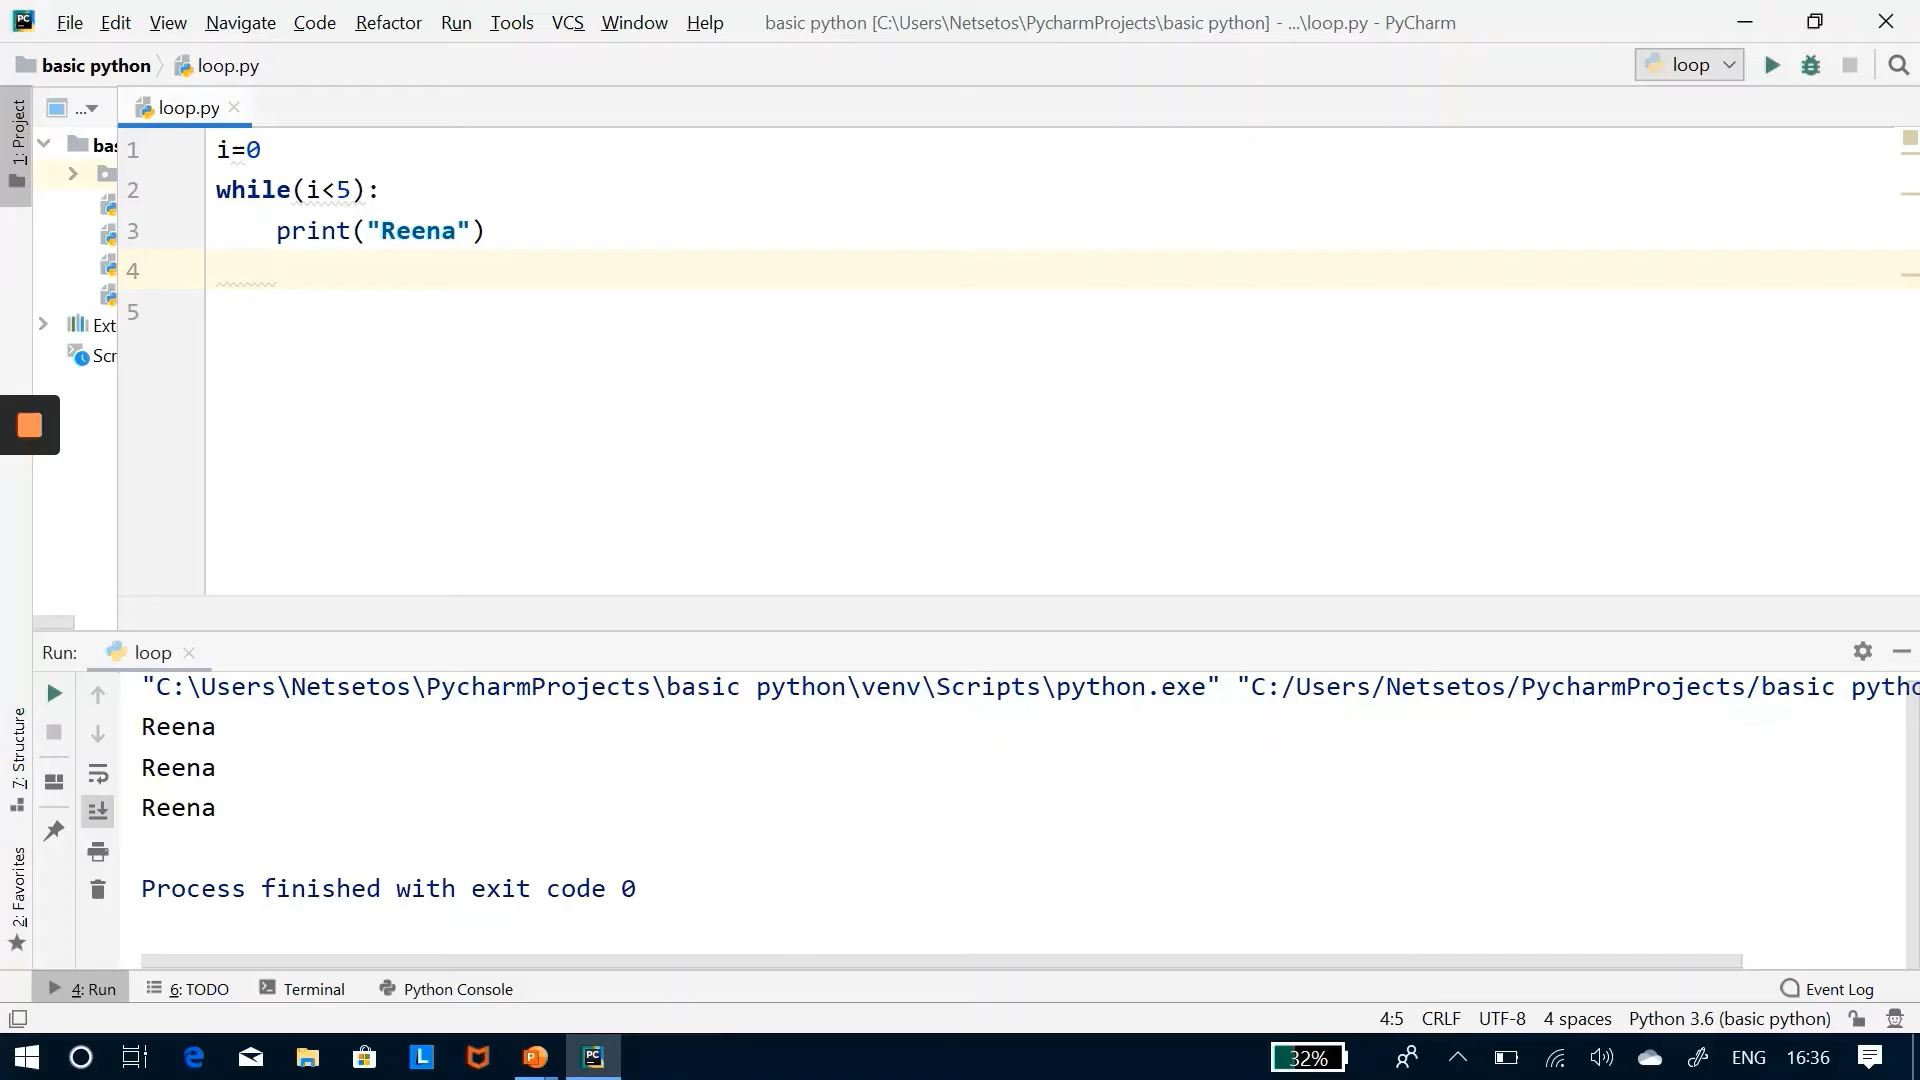 File Edit View Navigate Code Refactor Run Tools VCS Window Help basic python [C:\Users\Netsetos\PycharmProjects\basic python] - ...\loop.py - PyCharm
basic python loop.py loop
1: Project ... loop.py
bas
Ext
Scr
1 i=0
2 while(i<5):
3 print("Reena")
4
5
Run: loop
"C:\Users\Netsetos\PycharmProjects\basic python\venv\Scripts\python.exe" "C:/Users/Netsetos/PycharmProjects/basic pytho
Reena
Reena
Reena
Process finished with exit code 0
7: Structure
2: Favorites
4: Run 6: TODO Terminal Python Console Event Log
4:5 CRLF UTF-8 4 spaces Python 3.6 (basic python)
32% ENG 16:36